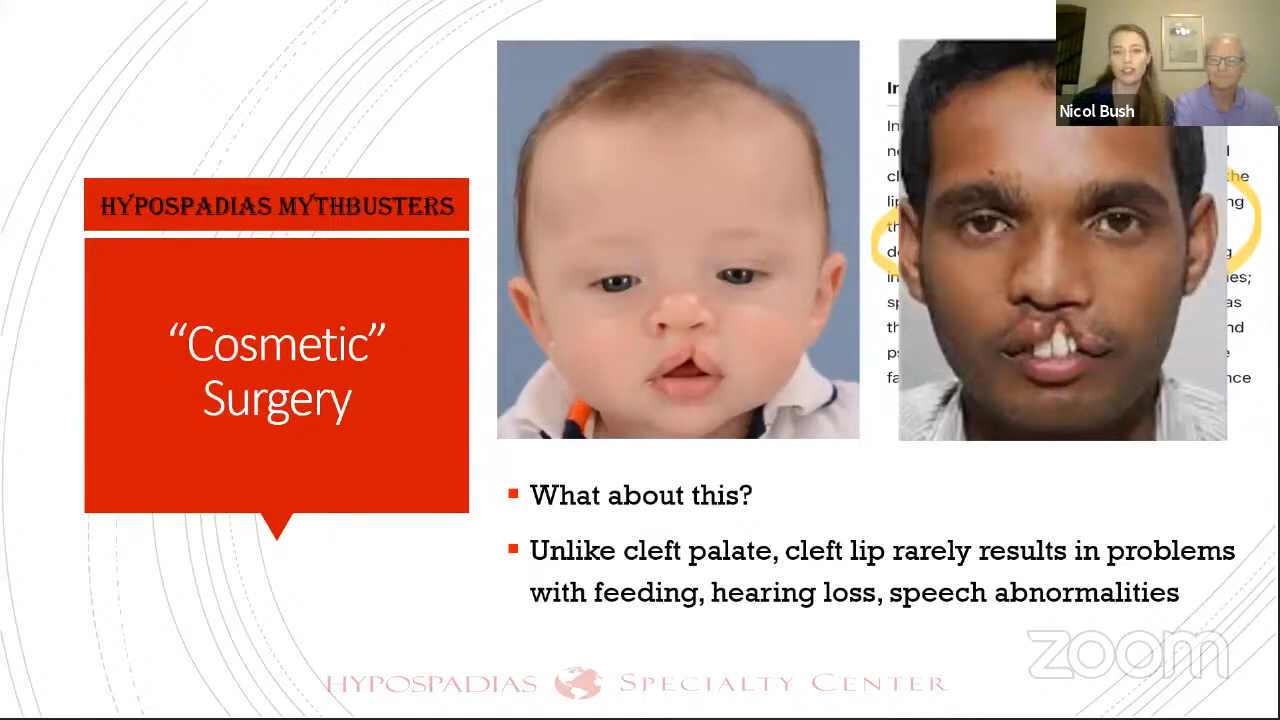 Nicol Bush
HYPOSPADIAS MYTHBUSTERS
“Cosmetic”
Surgery
What about this?
Unlike cleft palate, cleft lip rarely results in problems
with feeding, hearing loss, speech abnormalities
zoom
HYPOSPADIAS SPECIALTY CENTER